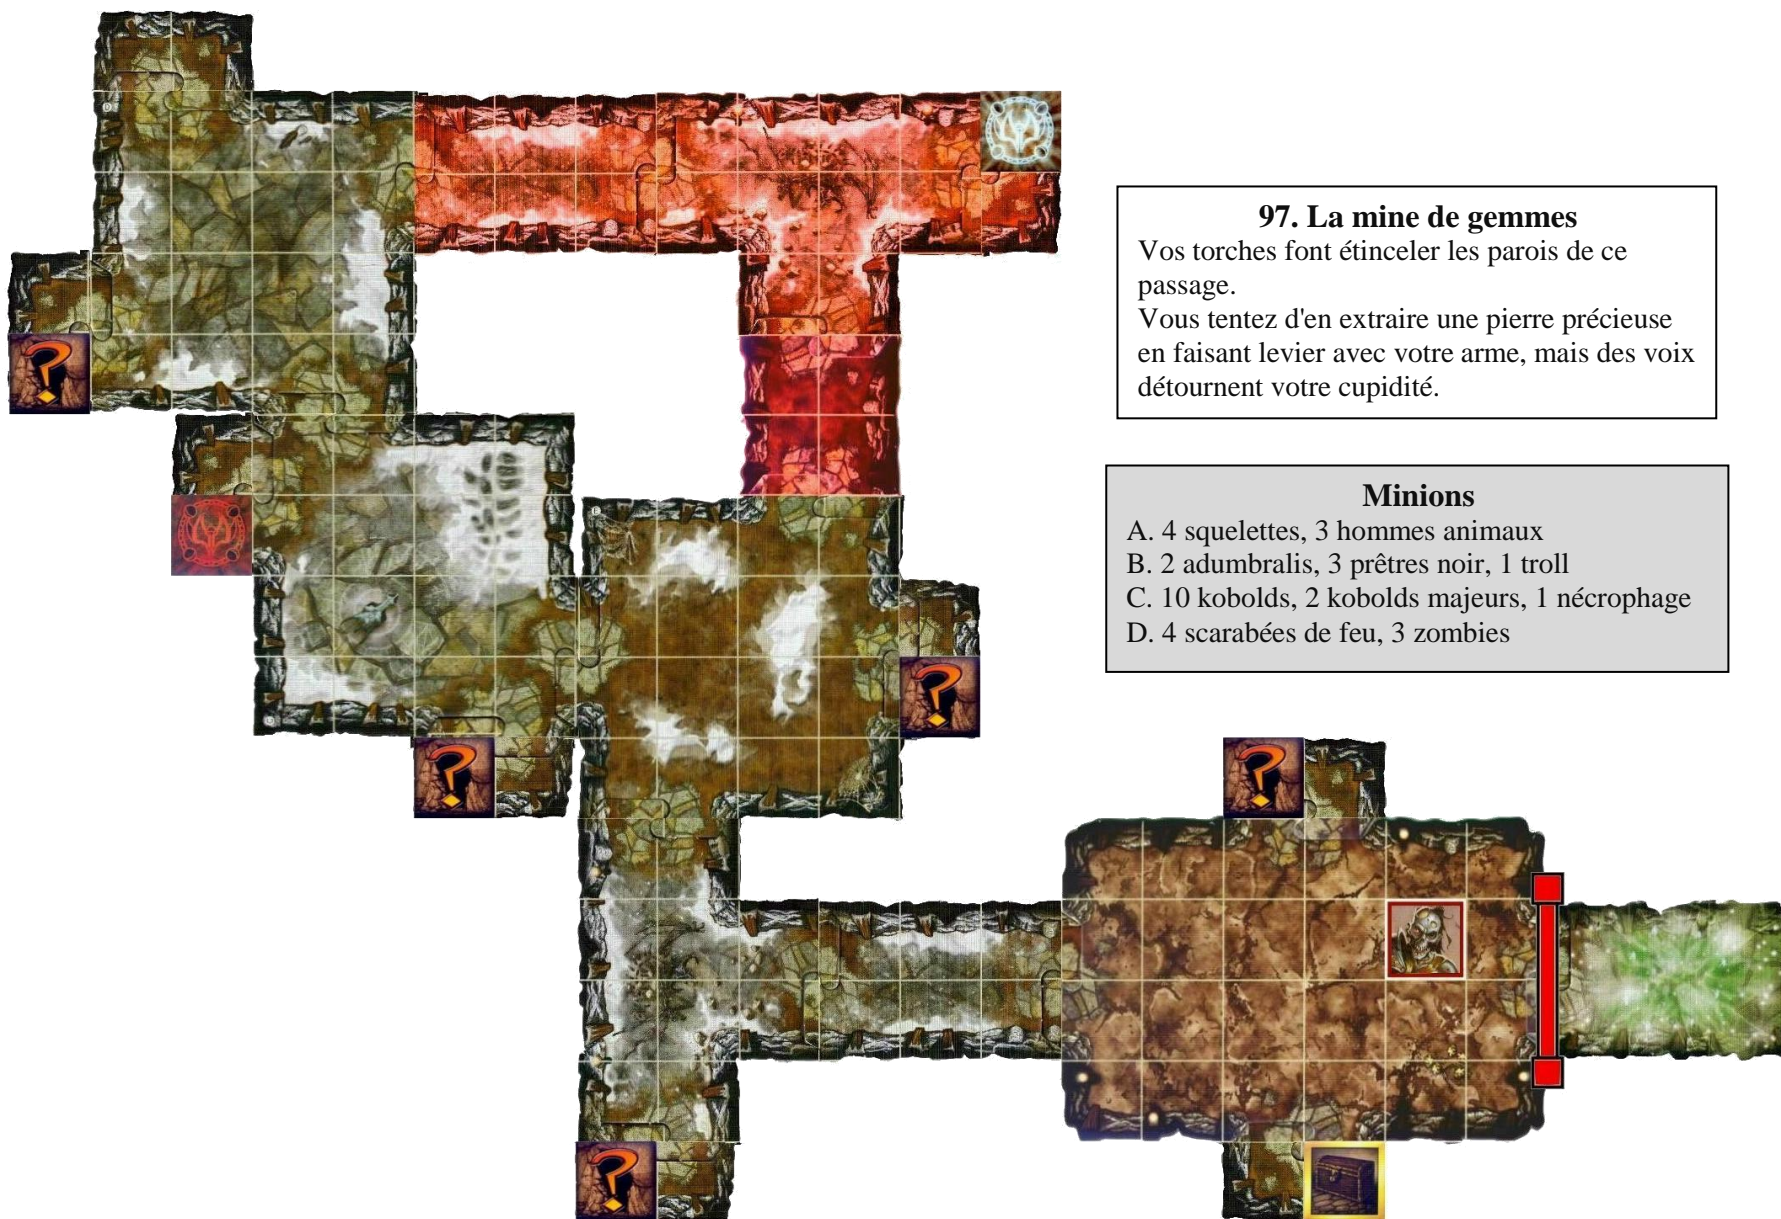 97. La mine de gemmes
Vos torches font étinceler les parois de ce
passage.
Vous tentez d'en extraire une pierre précieuse
en faisant levier avec votre arme, mais des voix
détournent votre cupidité.
Minions
A. 4 squelettes, 3 hommes animaux
B. 2 adumbralis, 3 prêtres noir, 1 troll
C. 10 kobolds, 2 kobolds majeurs, 1 nécrophage
D. 4 scarabées de feu, 3 zombies
?
?
?
?
?